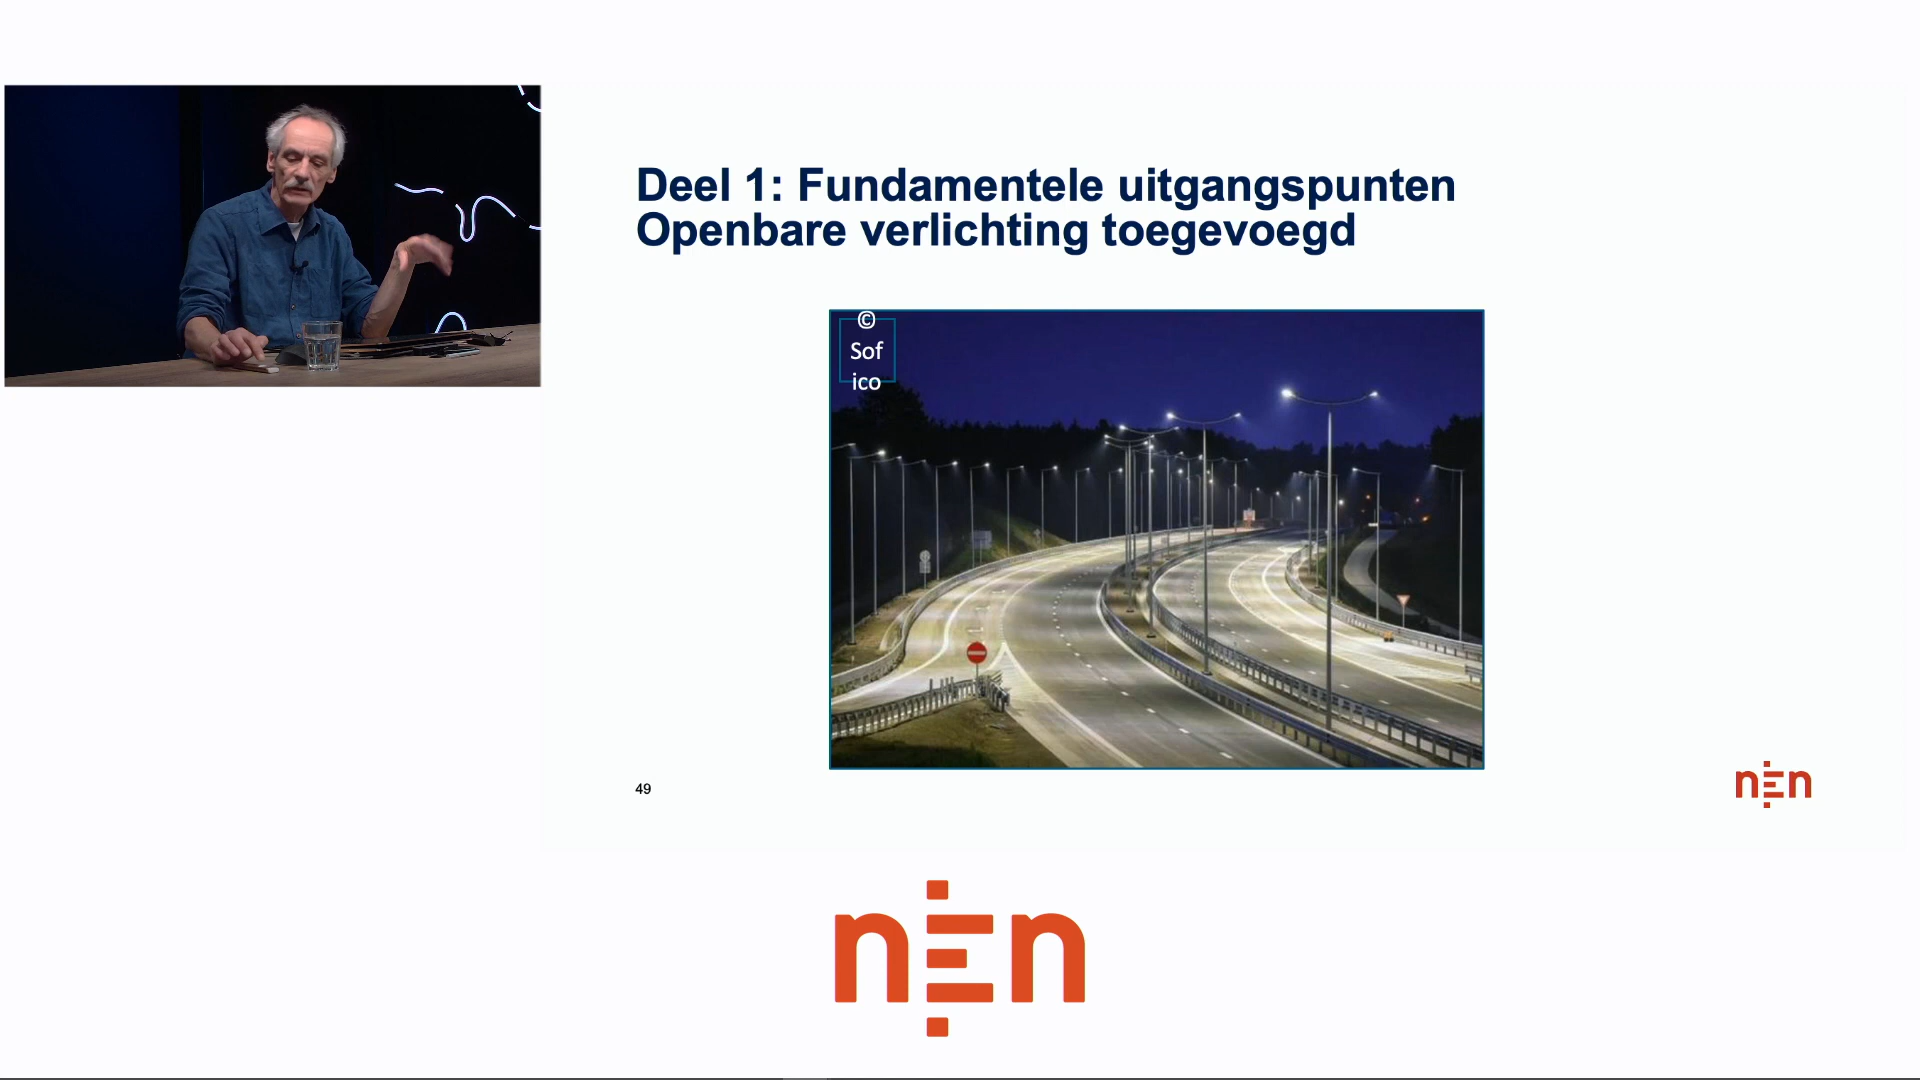 Deel 1: Fundamentele uitgangspunten
Openbare verlichting toegevoegd
©
Sof
ico
49
nEn
nEn